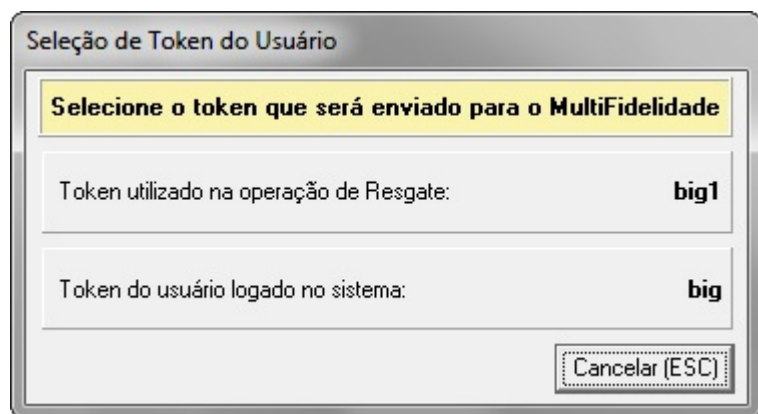 Seleção de Token do Usuário
Selecione o token que será enviado para o MultiFidelidade
Token utilizado na operação de Resgate: big1
Token do usuário logado no sistema: big
Cancelar (ESC)